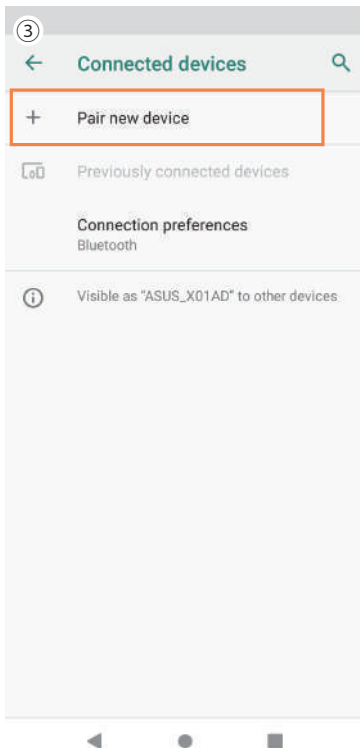 ③
Connected devices
Pair new device
Previously connected devices
Connection preferences
Bluetooth
Visible as "ASUS_X01AD" to other devices